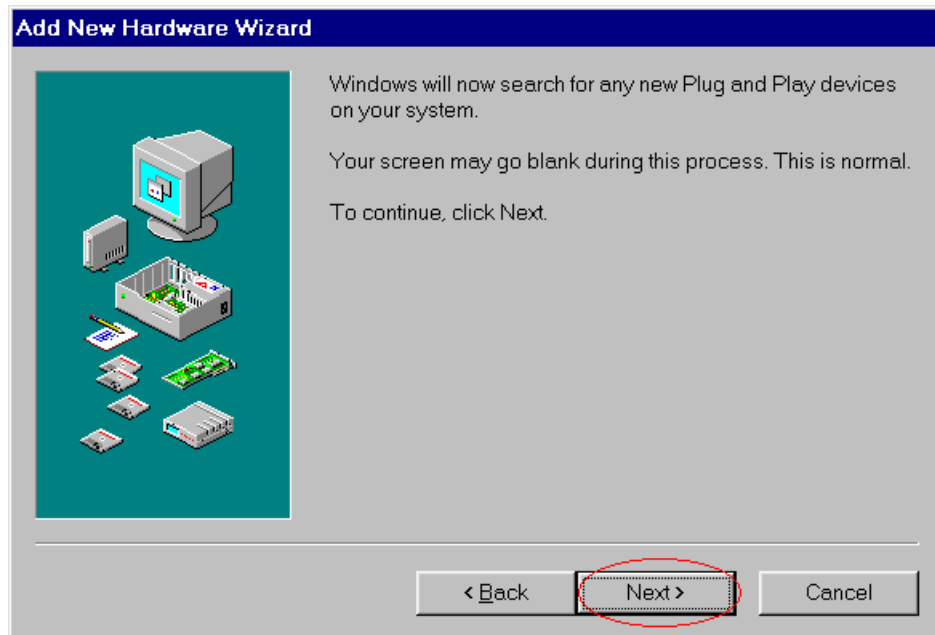 Add New Hardware Wizard
Windows will now search for any new Plug and Play devices
on your system.
Your screen may go blank during this process. This is normal.
To continue, click Next.
< Back
Next >
Cancel